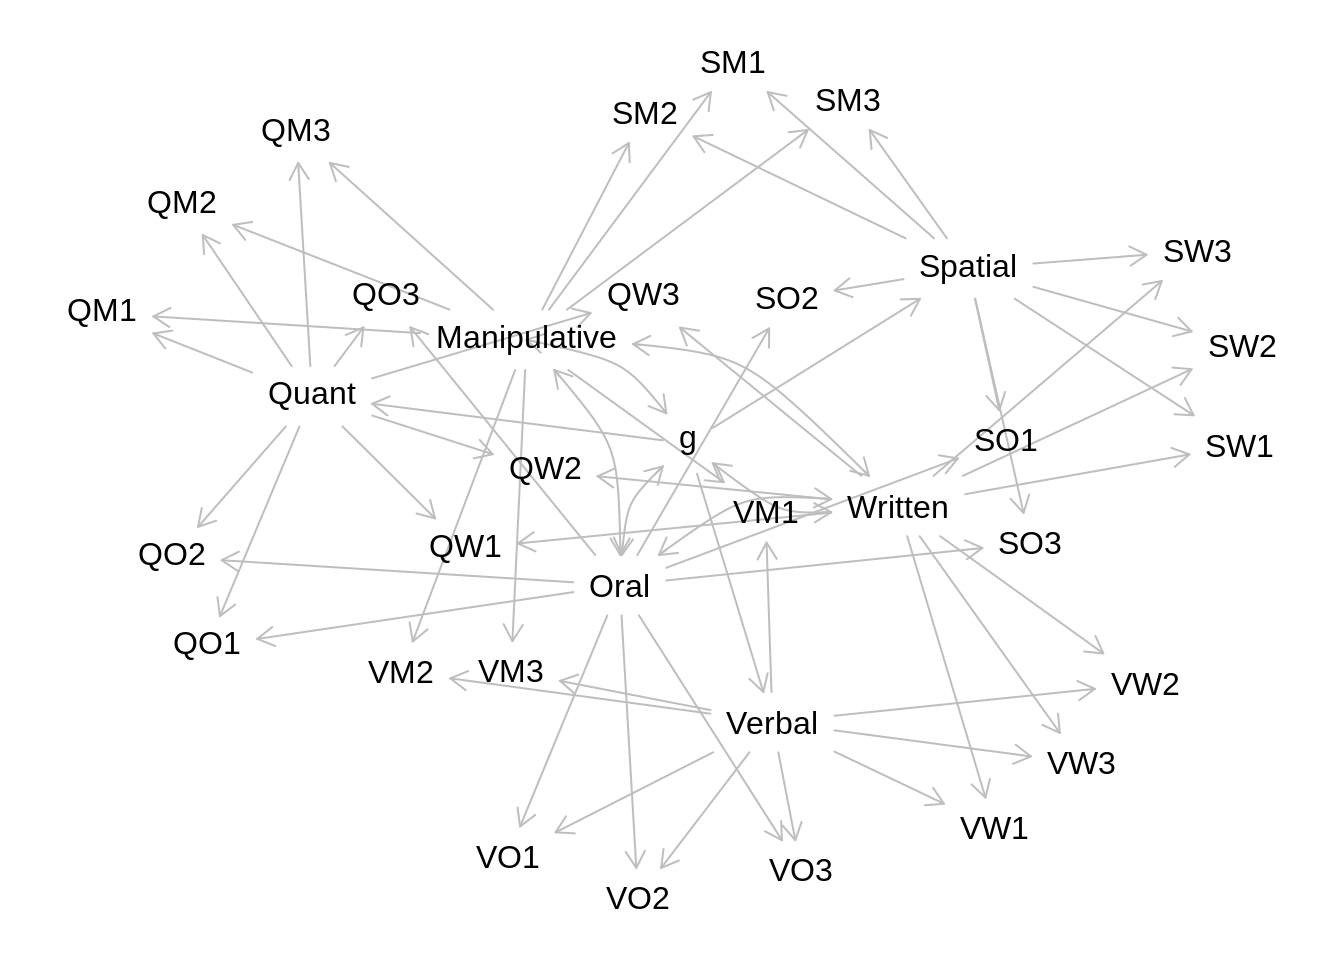 SM1
SM3
SM2
QM3
QM2
SW3
Spatial
QO3
QW3
SO2
QM1
Manipulative
SW2
Quant
g
SO1
SW1
QW2
VM1
Written
QW1
SO3
QO2
Oral
QO1
VM2
VM3
VW2
Verbal
VW3
VW1
VO1
VO3
VO2